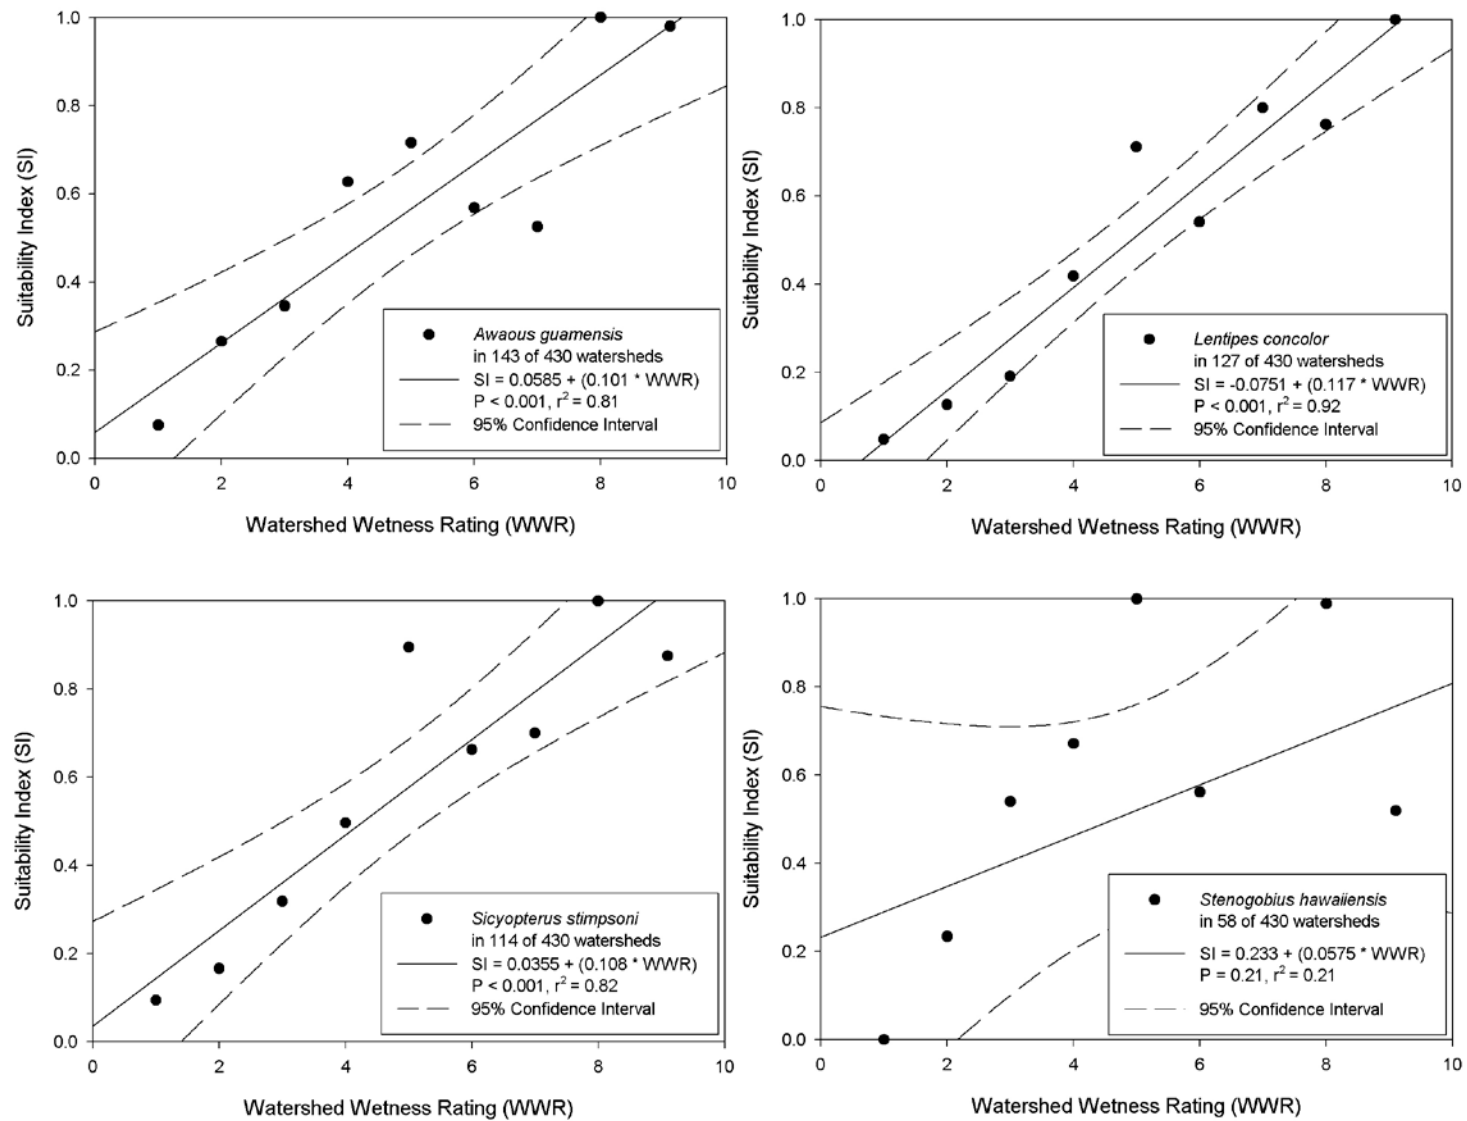 1.0
0.8
0.6
0.4
0.2
0.0
Suitability Index (SI)
0 2 4 6 8 10
Watershed Wetness Rating (WWR)
Awaous guamensis
in 143 of 430 watersheds
SI = 0.0585 + (0.101 * WWR)
P < 0.001, r² = 0.81
95% Confidence Interval
1.0
0.8
0.6
0.4
0.2
0.0
Suitability Index (SI)
0 2 4 6 8 10
Watershed Wetness Rating (WWR)
Lentipes concolor
in 127 of 430 watersheds
SI = -0.0751 + (0.117 * WWR)
P < 0.001, r² = 0.92
95% Confidence Interval
1.0
0.8
0.6
0.4
0.2
0.0
Suitability Index (SI)
0 2 4 6 8 10
Watershed Wetness Rating (WWR)
Sicyopterus stimpsoni
in 114 of 430 watersheds
SI = 0.0355 + (0.108 * WWR)
P < 0.001, r² = 0.82
95% Confidence Interval
1.0
0.8
0.6
0.4
0.2
0.0
Suitability Index (SI)
0 2 4 6 8 10
Watershed Wetness Rating (WWR)
Stenogobius hawaiiensis
in 58 of 430 watersheds
SI = 0.233 + (0.0575 * WWR)
P = 0.21, r² = 0.21
95% Confidence Interval